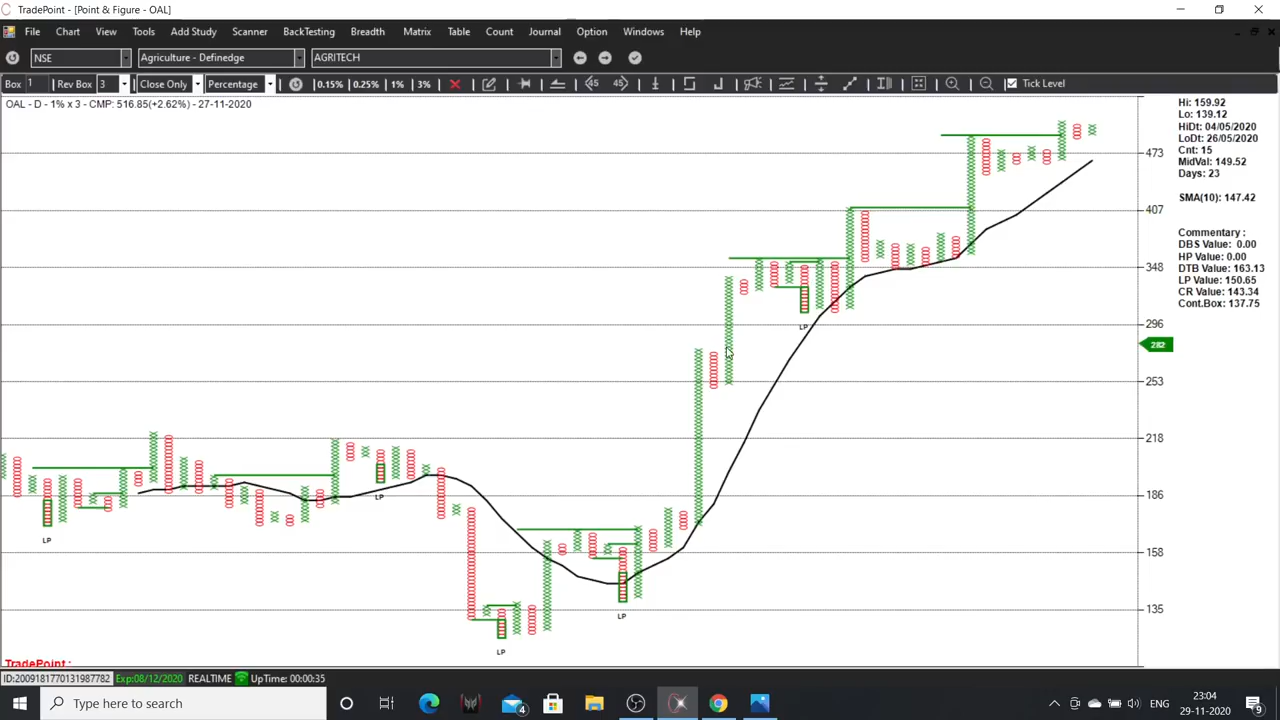 TradePoint - [Point & Figure - OAL]
File Chart View Tools Add Study Scanner BackTesting Breadth Matrix Table Count Journal Option Windows Help
NSE Agriculture - Definedge AGRITECH
Box 1 Rev Box 3 Close Only Percentage 0.15% 0.25% 1% 3% 45 45 Tick Level
OAL - D - 1% x 3 - CMP: 516.85(+2.62%) - 27-11-2020
Hi: 159.92
Lo: 139.12
HiDt: 04/05/2020
LoDt: 26/05/2020
Cnt: 15
MidVal: 149.52
Days: 23
SMA(10): 147.42
Commentary :
DBS Value: 0.00
HP Value: 0.00
DTB Value: 163.13
LP Value: 150.65
CR Value: 143.34
Cont.Box: 137.75
473
407
348
296
282
253
218
186
158
135
LP
LP
LP
LP
LP
TradePoint :
ID:2009181770131987782 Exp:08/12/2020 REALTIME UpTime: 00:00:35
Type here to search
4
ENG
23:04
29-11-2020
9